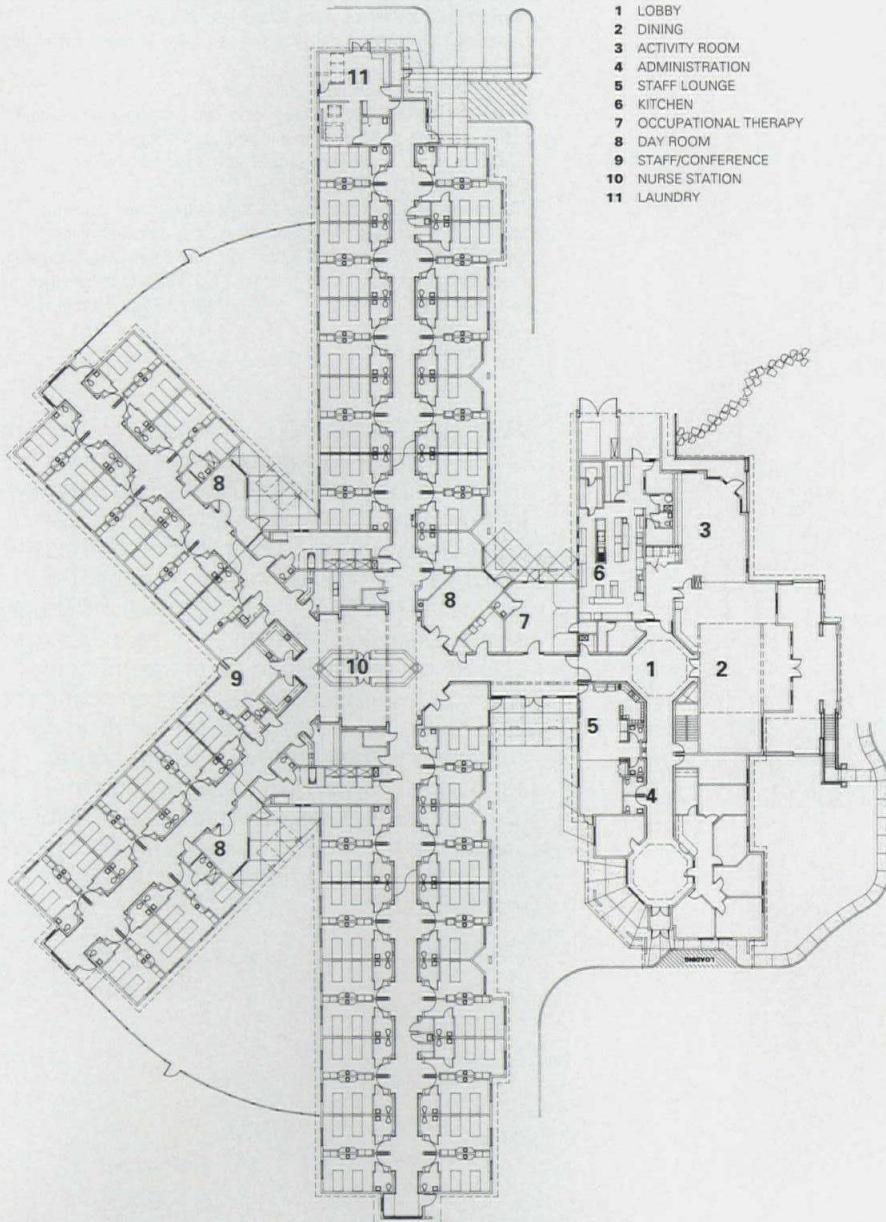 1 LOBBY
2 DINING
3 ACTIVITY ROOM
4 ADMINISTRATION
5 STAFF LOUNGE
6 KITCHEN
7 OCCUPATIONAL THERAPY
8 DAY ROOM
9 STAFF/CONFERENCE
10 NURSE STATION
11 LAUNDRY
11
3
8
6
8
7
1
2
10
9
5
4
8
LOADING